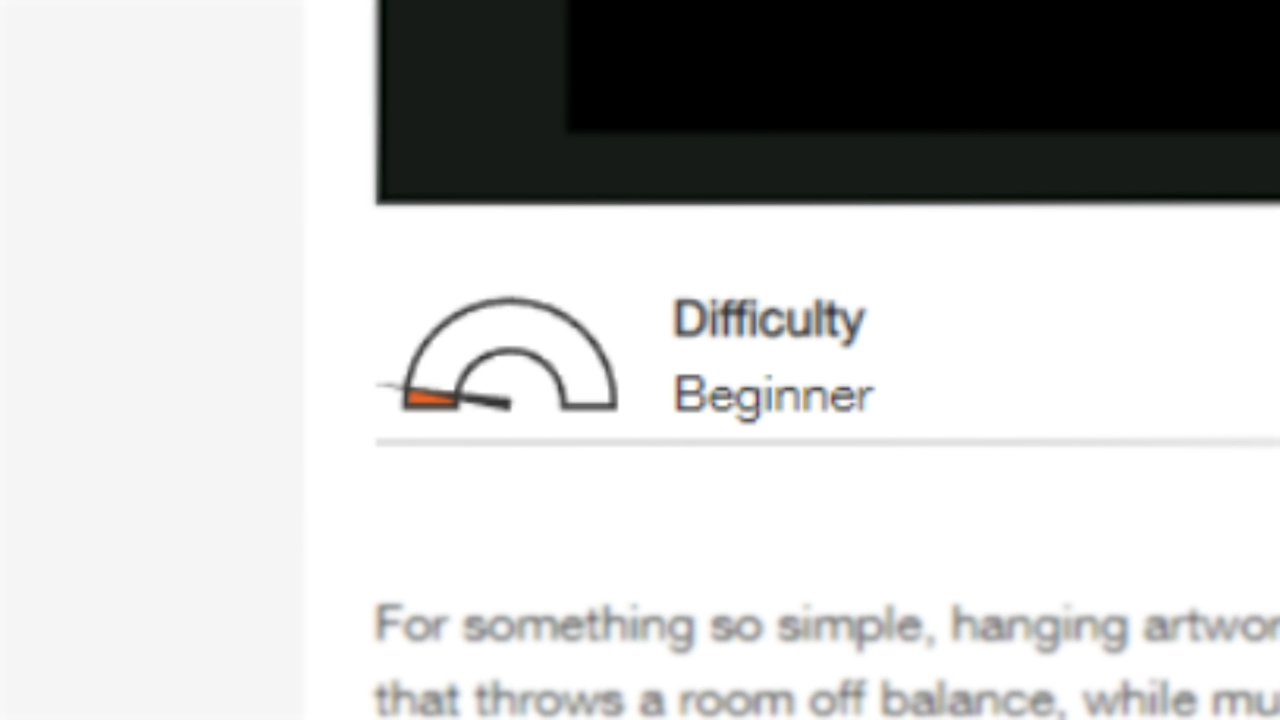 Difficulty
Beginner
For something so simple, hanging
that throws a room off balance, while